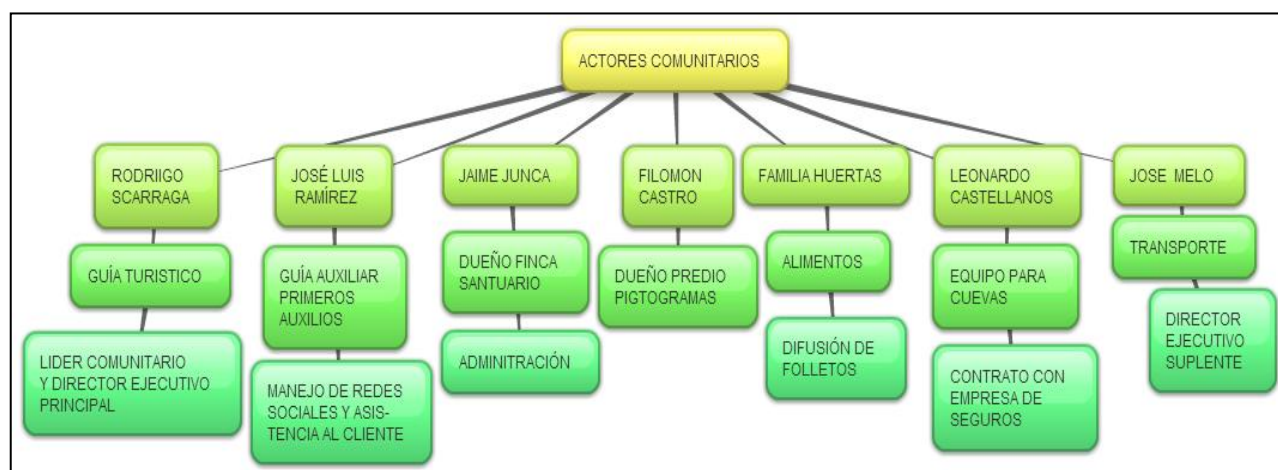 ACTORES COMUNITARIOS
RODRIIGO
SCARRAGA
JOSÉ LUIS
RAMÍREZ
JAIME JUNCA
FILOMON
CASTRO
FAMILIA HUERTAS
LEONARDO
CASTELLANOS
JOSE MELO
GUÍA TURISTICO
GUÍA AUXILIAR
PRIMEROS
AUXILIOS
DUEÑO FINCA
SANTUARIO
DUEÑO PREDIO
PIGTOGRAMAS
ALIMENTOS
EQUIPO PARA
CUEVAS
TRANSPORTE
LIDER COMUNITARIO
Y DIRECTOR EJECUTIVO
PRINCIPAL
MANEJO DE REDES
SOCIALES Y ASIS-
TENCIA AL CLIENTE
ADMINITRACIÓN
DIFUSIÓN DE
FOLLETOS
CONTRATO CON
EMPRESA DE
SEGUROS
DIRECTOR
EJECUTIVO
SUPLENTE